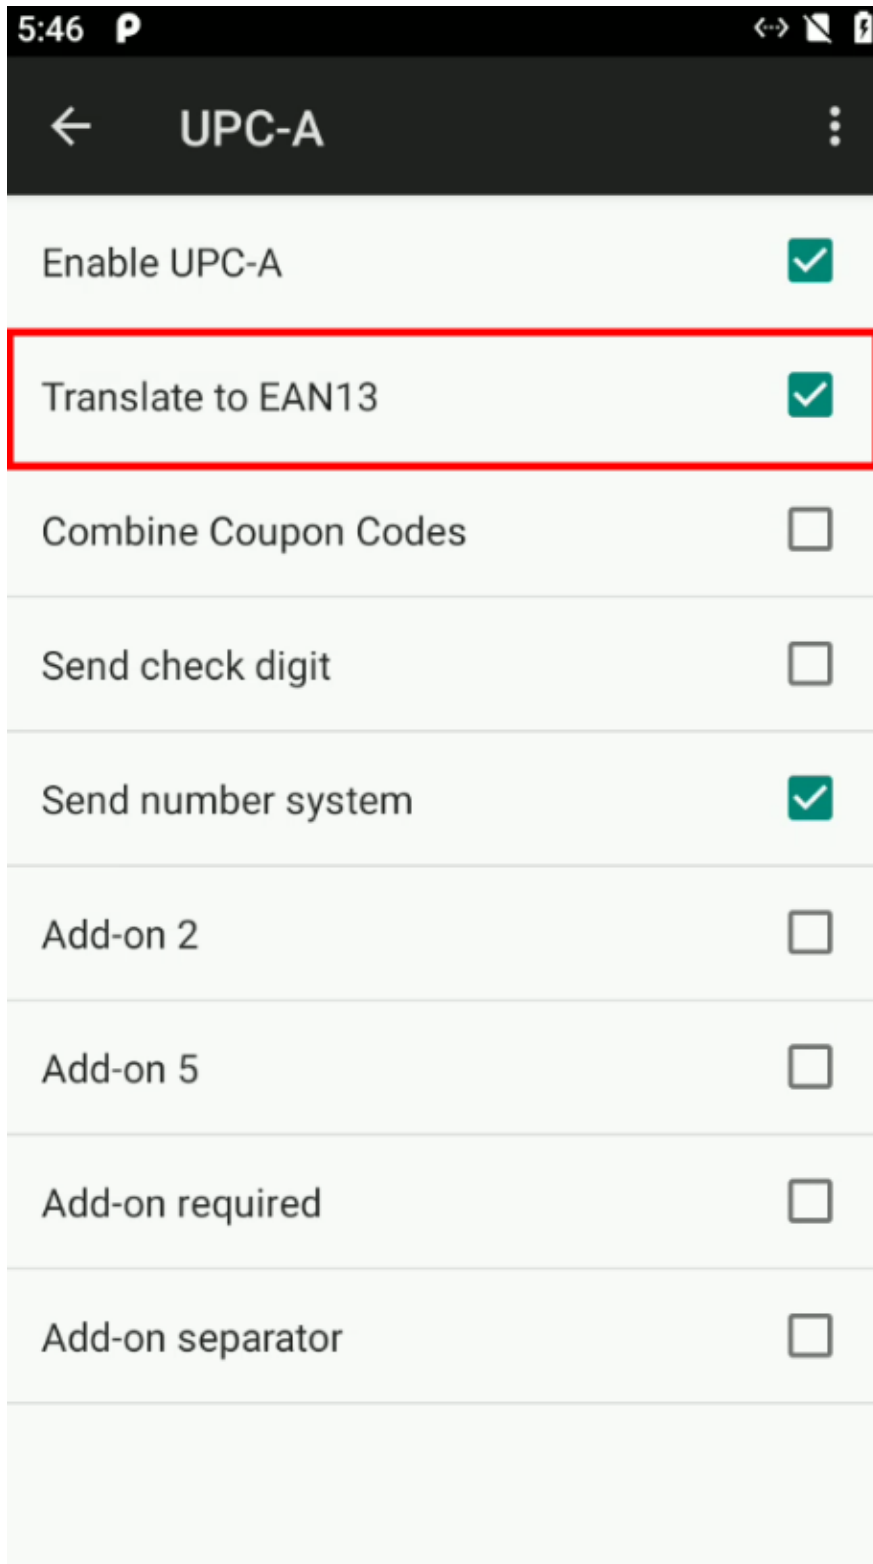 5:46
UPC-A
Enable UPC-A
Translate to EAN13
Combine Coupon Codes
Send check digit
Send number system
Add-on 2
Add-on 5
Add-on required
Add-on separator